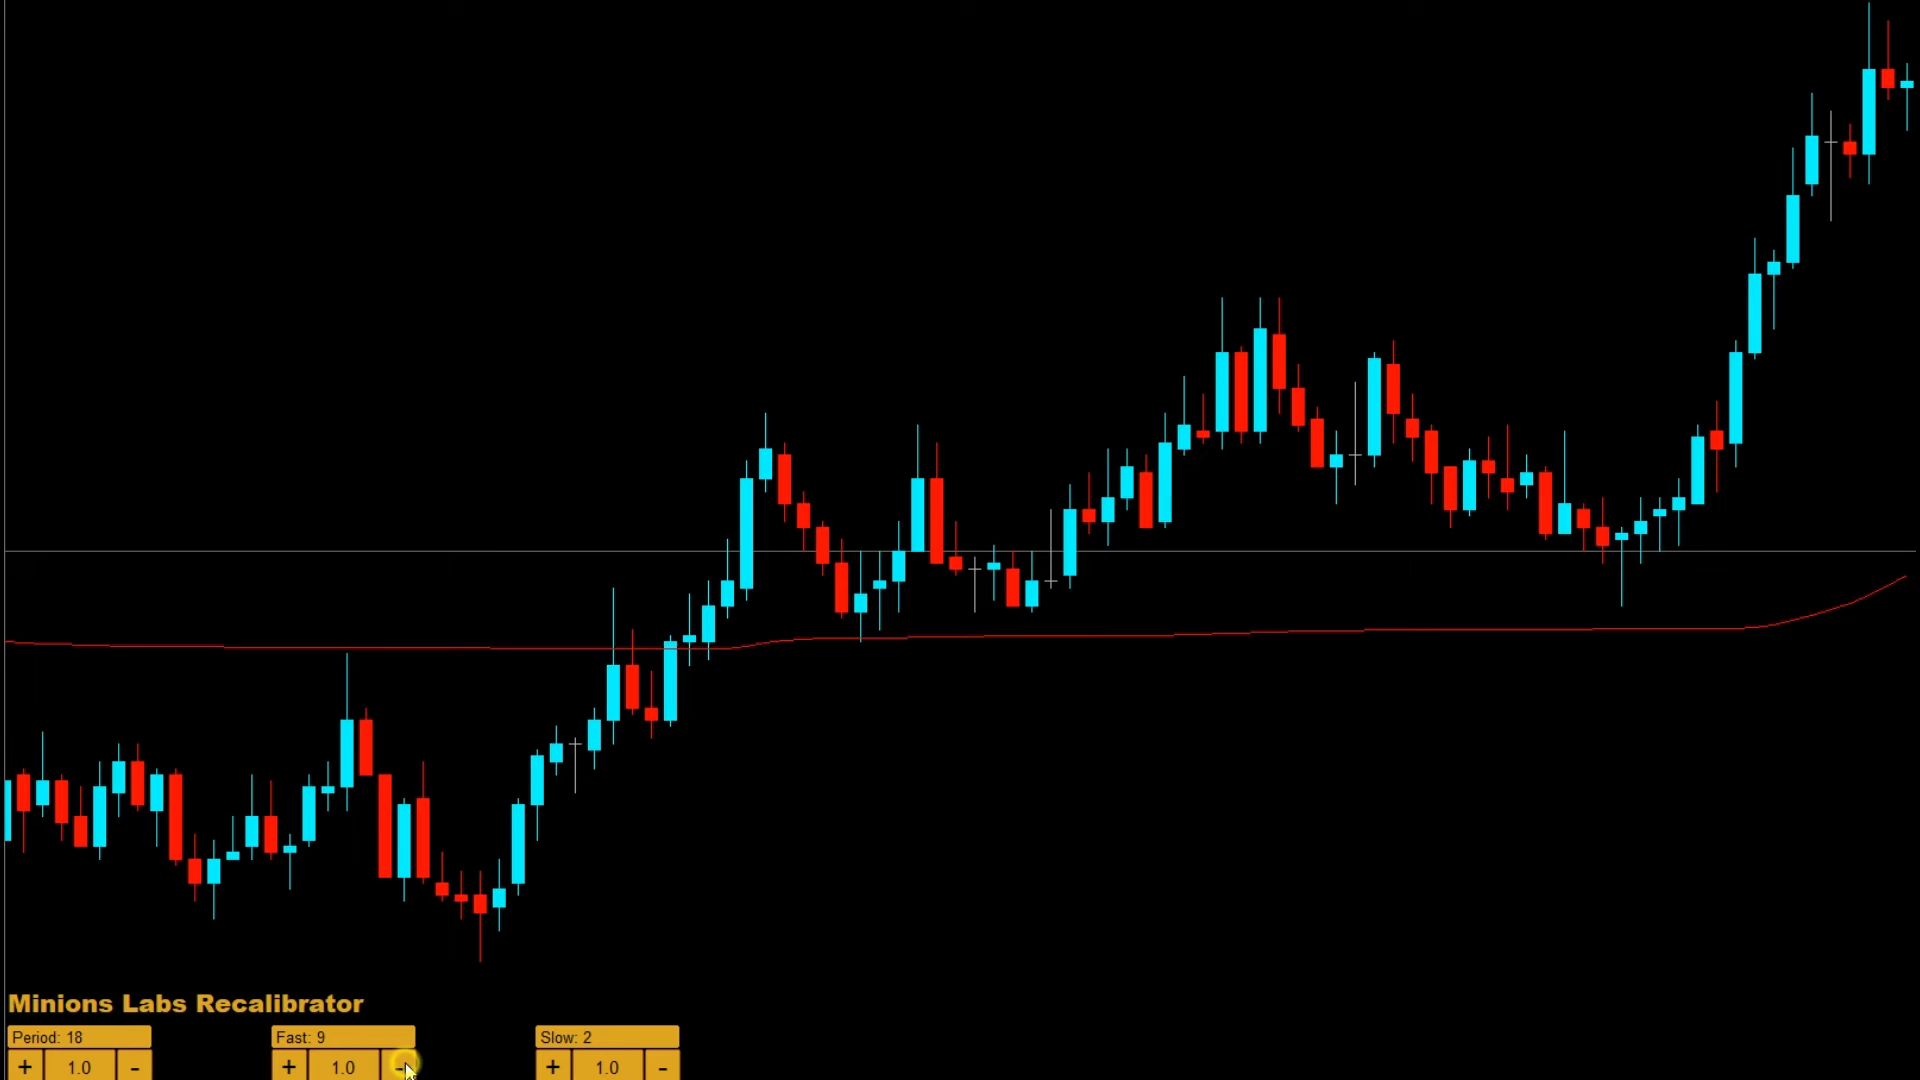 Minions Labs Recalibrator
Period: 18 Fast: 9 Slow: 2
+ 1.0 - + 1.0 - + 1.0 -